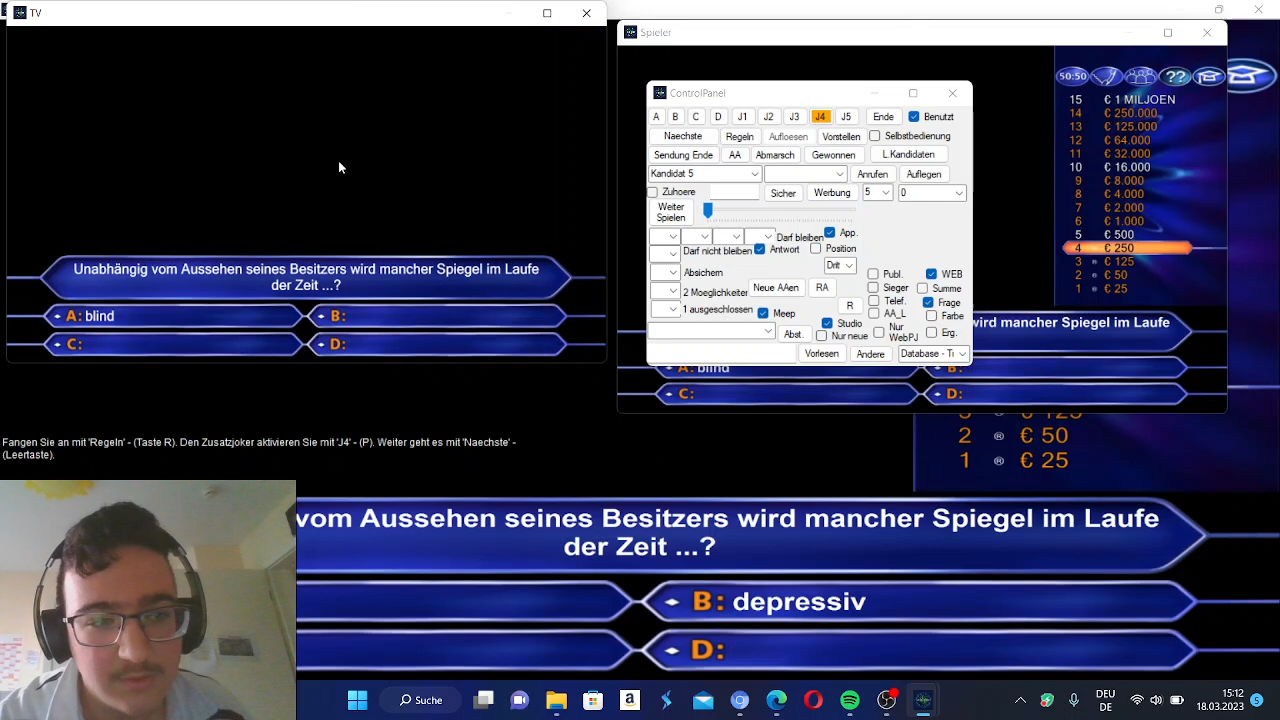 TV
Spieler
ControlPanel
A B C D J1 J2 J3 J4 J5 Ende Benutzt
Naechste Regeln Aufloesen Vorstellen Selbstbedienung
Sendung Ende AA Abmarsch Gewonnen L.Kandidaten
Kandidat 5 Anrufen Auflegen
Zuhoere Sicher Werbung 5 0
Weiter
Spielen
Darf bleiben App.
Darf nicht bleiben Antwort Position
Absichern
2 Moeglichkeite Neue AAen RA
1 ausgeschlossen Meep R
Abst. Studio Nur neue
Vorlesen Andere Database - Tı
Publ. WEB
Sieger Summe
Telef. Frage
AA_L Farbe
Nur
WebPJ
Erg.
50:50 ??
15 € 1 MILJOEN
14 € 250.000
13 € 125.000
12 € 64.000
11 € 32.000
10 € 16.000
9 € 8.000
8 € 4.000
7 € 2.000
6 € 1.000
5 € 500
4 € 250
3 € 125
2 € 50
1 € 25
Unabhängig vom Aussehen seines Besitzers wird mancher Spiegel im Laufe
der Zeit ...?
A: blind B:
C: D:
wird mancher Spiegel im Laufe
A: blind B:
C: D:
3 ® € 125
2 ® € 50
1 ® € 25
Fangen Sie an mit 'Regeln' - (Taste R). Den Zusatzjoker aktivieren Sie mit 'J4' - (P). Weiter geht es mit 'Naechste' -
(Leertaste).
vom Aussehen seines Besitzers wird mancher Spiegel im Laufe
der Zeit ...?
B: depressiv
D:
Suche
DEU
DE
15:12
18.03.2023